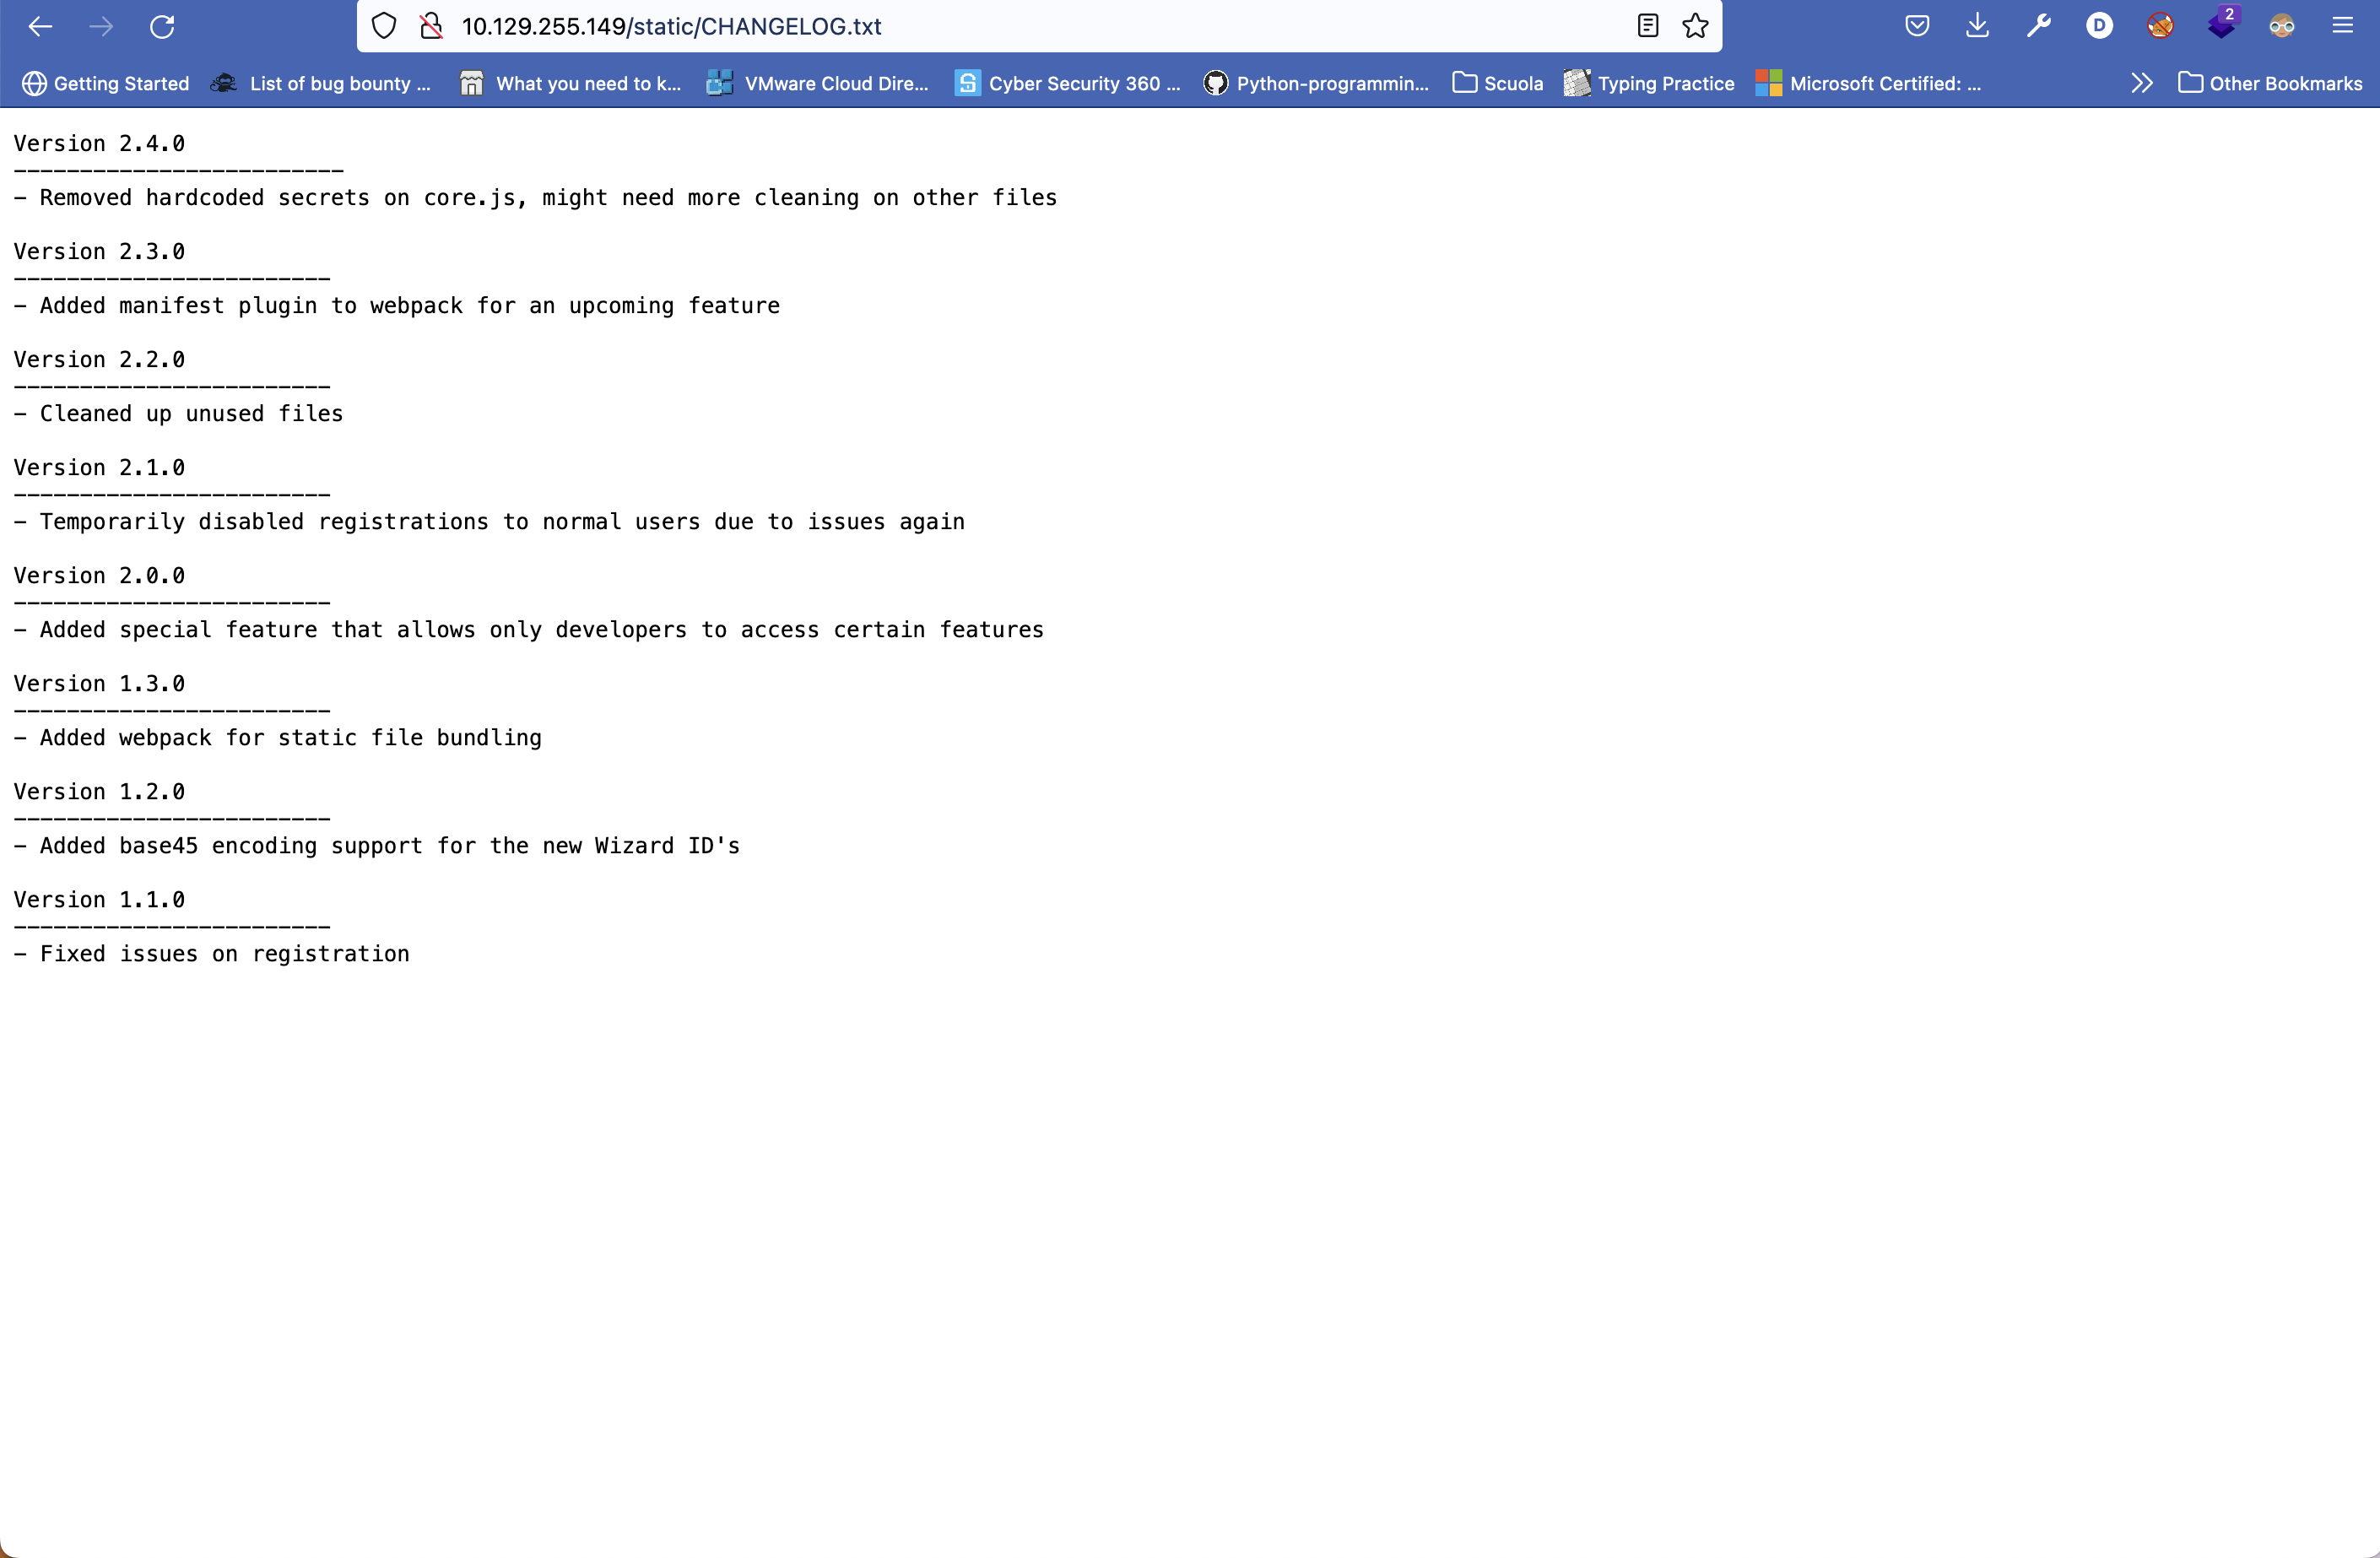 10.129.255.149/static/CHANGELOG.txt
2
Getting Started
List of bug bounty ...
What you need to k...
VMware Cloud Dire...
Cyber Security 360 ...
Python-programmin...
Scuola
Typing Practice
Microsoft Certified: ...
Other Bookmarks
Version 2.4.0
-------------------------
- Removed hardcoded secrets on core.js, might need more cleaning on other files
Version 2.3.0
------------------------
- Added manifest plugin to webpack for an upcoming feature
Version 2.2.0
------------------------
- Cleaned up unused files
Version 2.1.0
------------------------
- Temporarily disabled registrations to normal users due to issues again
Version 2.0.0
------------------------
- Added special feature that allows only developers to access certain features
Version 1.3.0
------------------------
- Added webpack for static file bundling
Version 1.2.0
------------------------
- Added base45 encoding support for the new Wizard ID's
Version 1.1.0
------------------------
- Fixed issues on registration